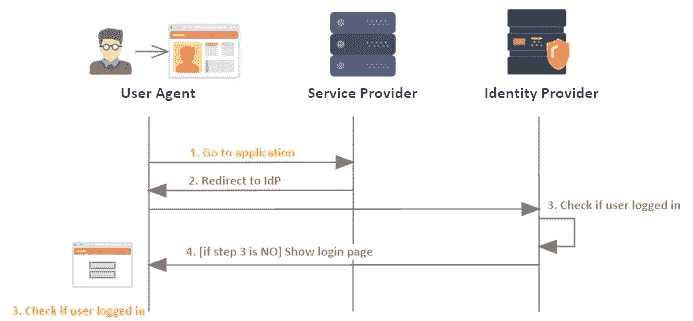 User Agent
Service Provider
Identity Provider
1. Go to application
2. Redirect to IdP
3. Check if user logged in
4. [if step 3 is NO] Show login page
3. Check if user logged in